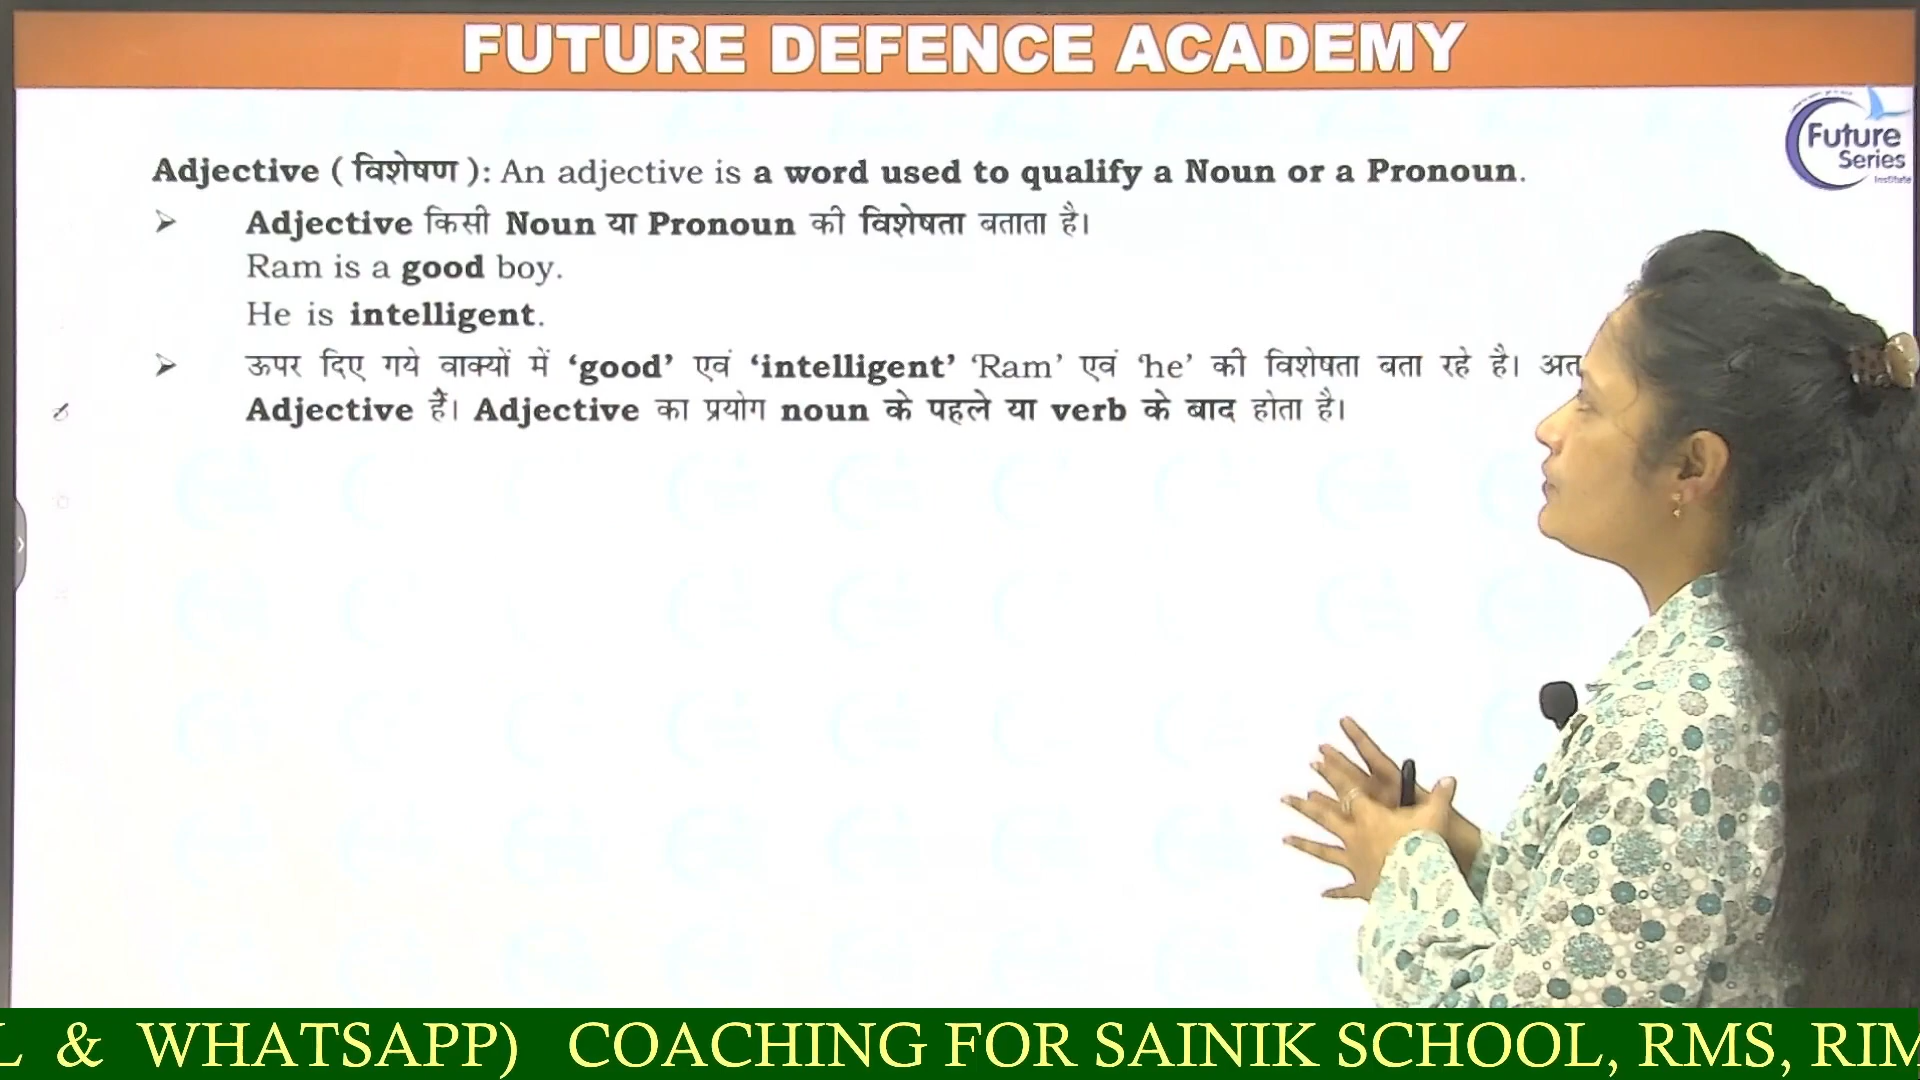 FUTURE DEFENCE ACADEMY
Future
Series
Institute
Adjective ( विशेषण ): An adjective is a word used to qualify a Noun or a Pronoun.
➢ Adjective किसी Noun या Pronoun की विशेषता बताता है।
Ram is a good boy.
He is intelligent.
➢ ऊपर दिए गये वाक्यों में ‘good’ एवं ‘intelligent’ ‘Ram’ एवं ‘he’ की विशेषता बता रहे है। अत
Adjective हैं। Adjective का प्रयोग noun के पहले या verb के बाद होता है।
L & WHATSAPP) COACHING FOR SAINIK SCHOOL, RMS, RIM